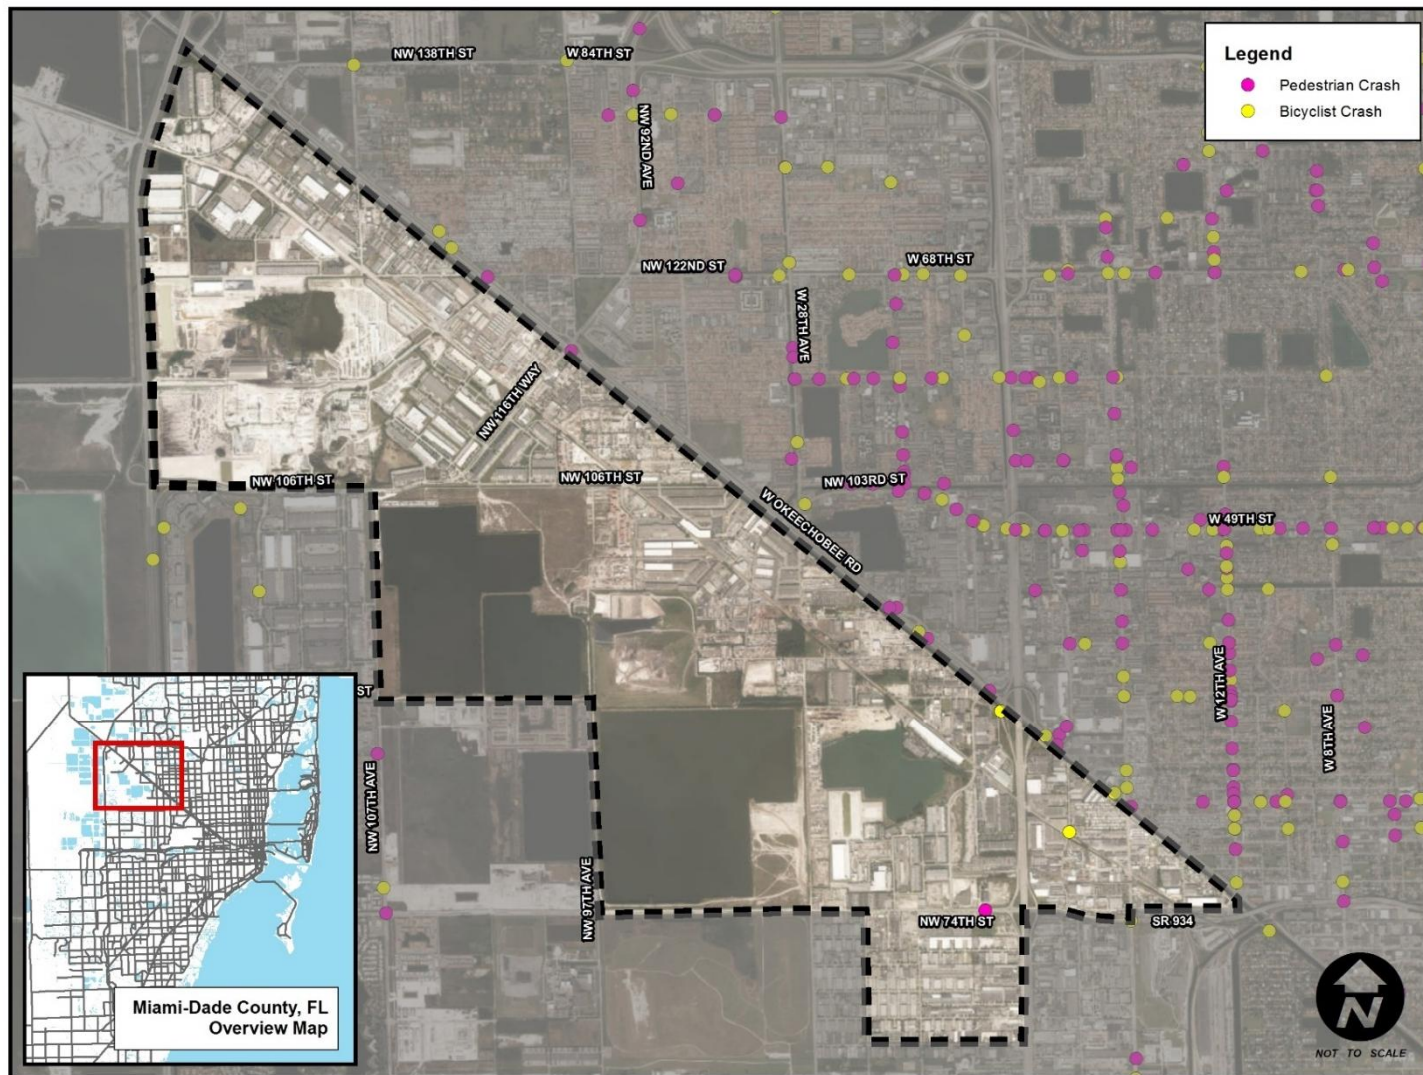 NW 138TH ST
W 84TH ST
Legend
Pedestrian Crash
Bicyclist Crash
NW 92ND AVE
NW 122ND ST
W 68TH ST
W 28TH AVE
NW 116TH WAY
NW 106TH ST
NW 106TH ST
NW 103RD ST
W OKEECHOBEE RD
W 49TH ST
W 12TH AVE
W 8TH AVE
ST
NW 107TH AVE
NW 97TH AVE
NW 74TH ST
SR 934
Miami-Dade County, FL
Overview Map
N
NOT TO SCALE